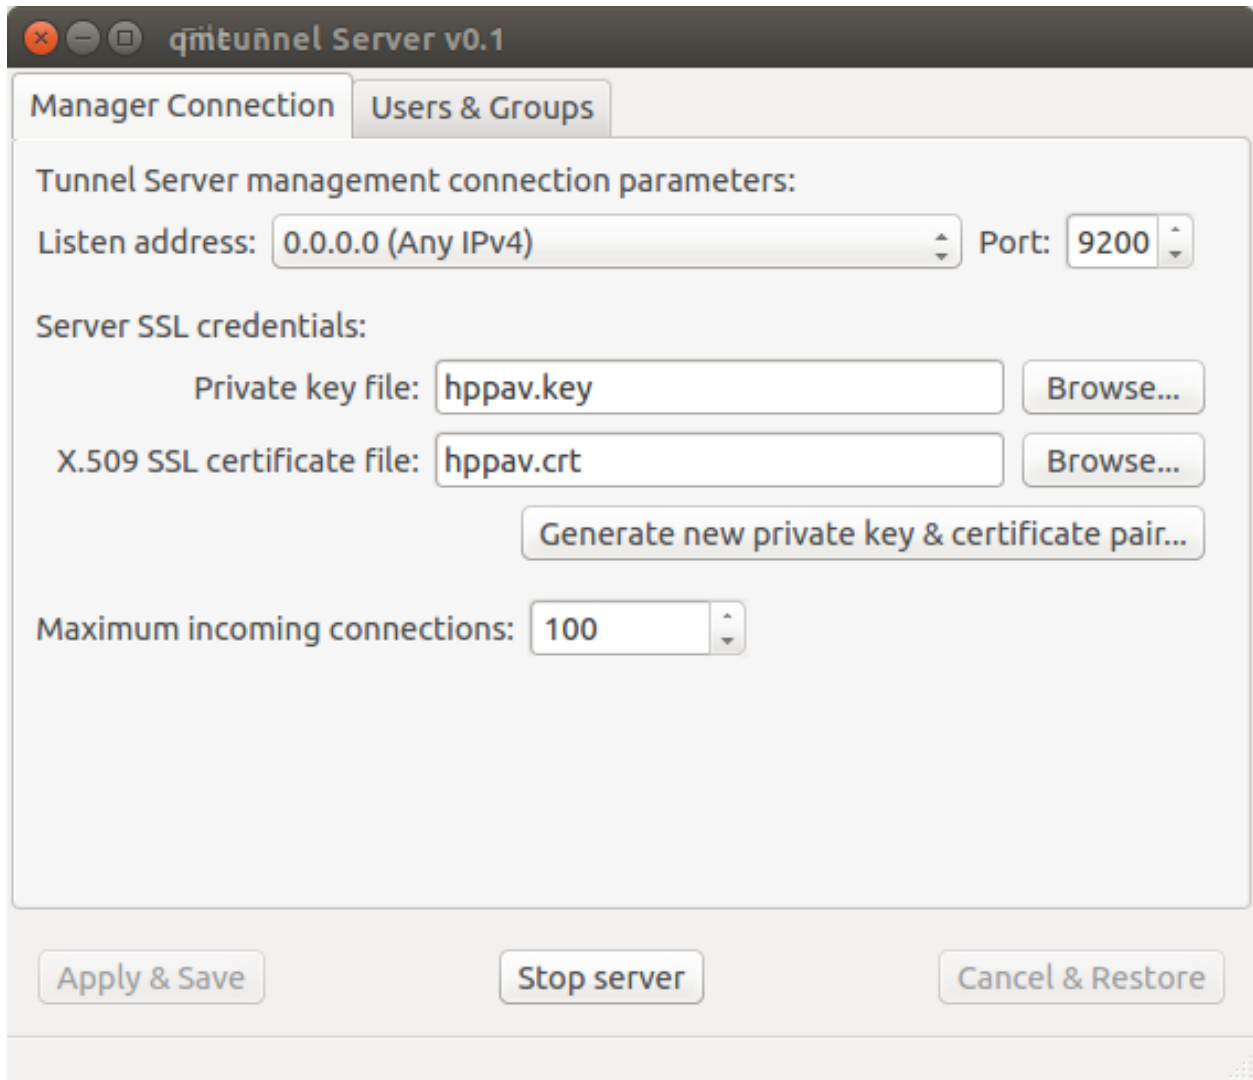 qmtunnel Server v0.1
Manager Connection Users & Groups
Tunnel Server management connection parameters:
Listen address: 0.0.0.0 (Any IPv4) Port: 9200
Server SSL credentials:
Private key file: hppav.key Browse...
X.509 SSL certificate file: hppav.crt Browse...
Generate new private key & certificate pair...
Maximum incoming connections: 100
Apply & Save Stop server Cancel & Restore